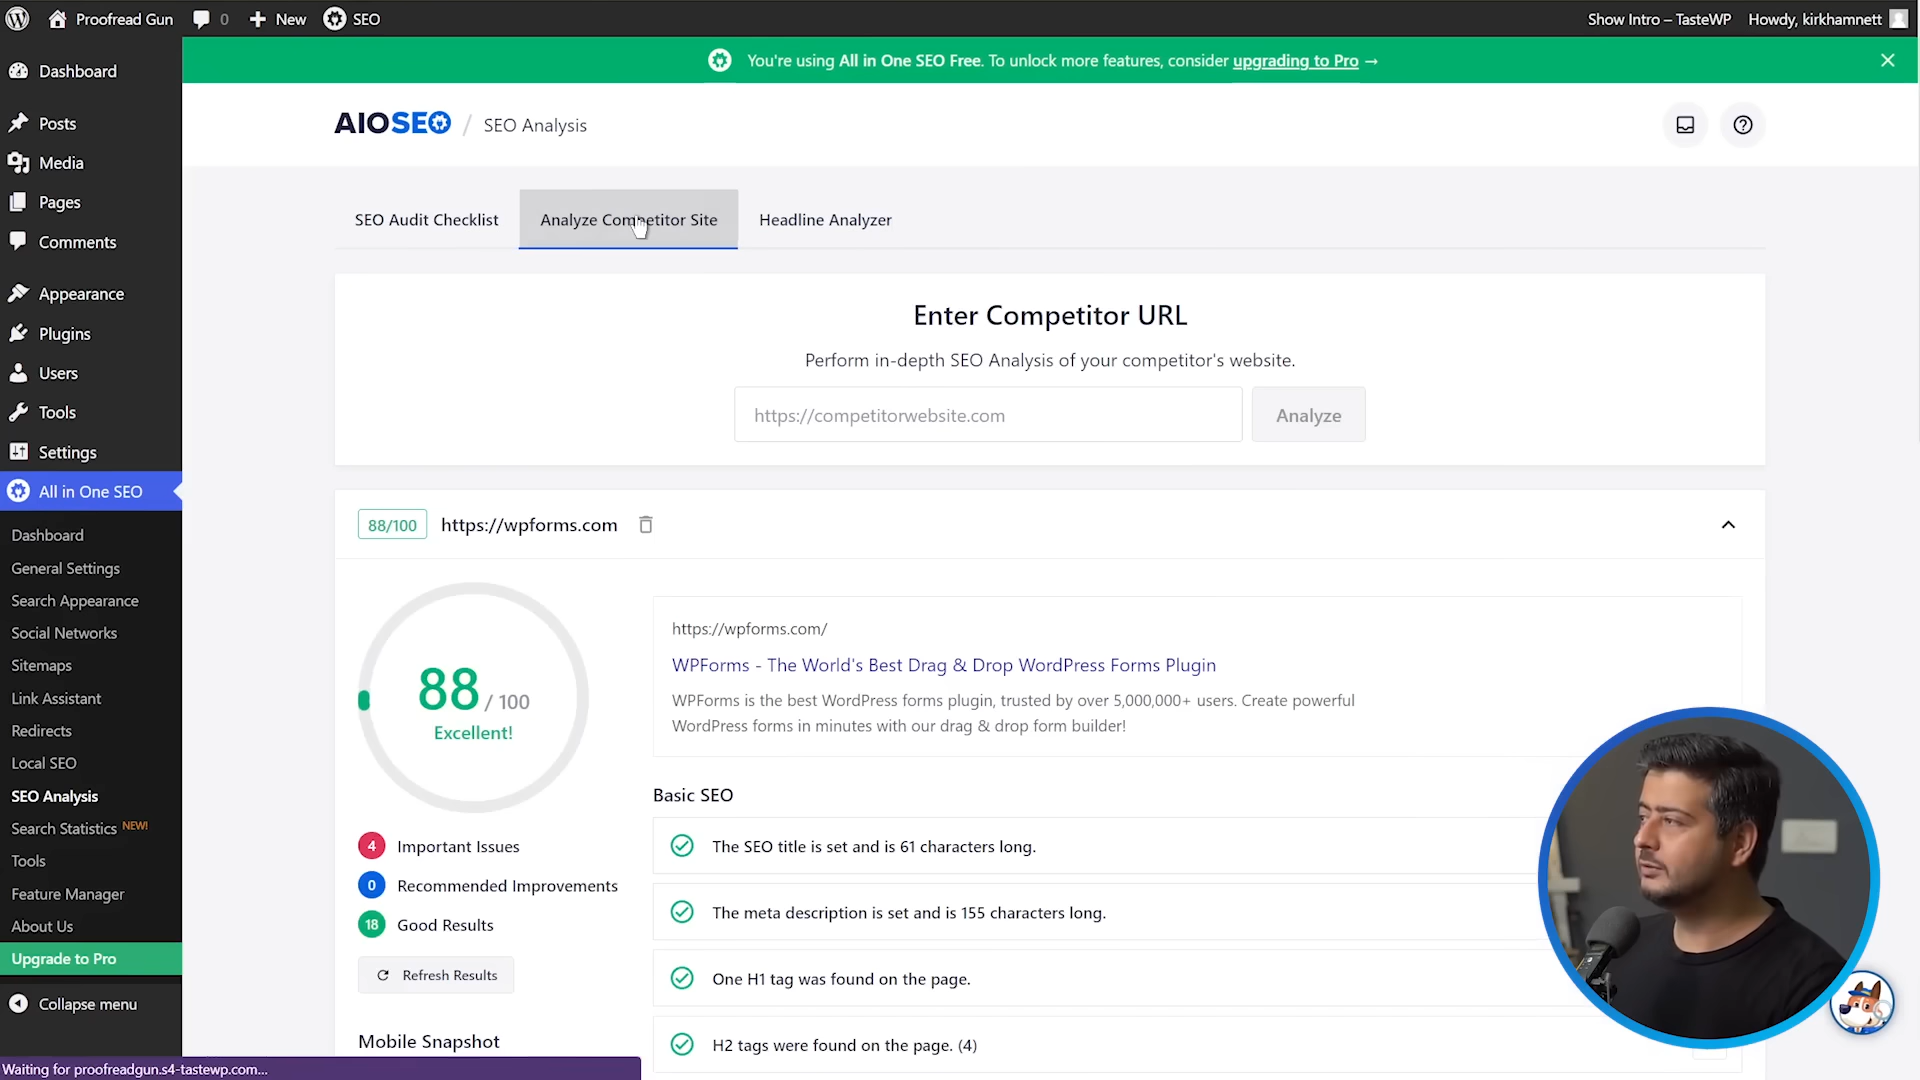 Proofread Gun
0
New
SEO
Show Intro – TasteWP
Howdy, kirkhamnett
You're using All in One SEO Free. To unlock more features, consider upgrading to Pro →
AIOSEO / SEO Analysis
SEO Audit Checklist
Analyze Competitor Site
Headline Analyzer
Enter Competitor URL
Perform in-depth SEO Analysis of your competitor's website.
https://competitorwebsite.com
Analyze
88/100
https://wpforms.com
88 / 100
Excellent!
4 Important Issues
0 Recommended Improvements
18 Good Results
Refresh Results
Mobile Snapshot
https://wpforms.com/
WPForms - The World's Best Drag & Drop WordPress Forms Plugin
WPForms is the best WordPress forms plugin, trusted by over 5,000,000+ users. Create powerful
WordPress forms in minutes with our drag & drop form builder!
Basic SEO
The SEO title is set and is 61 characters long.
The meta description is set and is 155 characters long.
One H1 tag was found on the page.
H2 tags were found on the page. (4)
Dashboard
Posts
Media
Pages
Comments
Appearance
Plugins
Users
Tools
Settings
All in One SEO
Dashboard
General Settings
Search Appearance
Social Networks
Sitemaps
Link Assistant
Redirects
Local SEO
SEO Analysis
Search Statistics NEW!
Tools
Feature Manager
About Us
Upgrade to Pro
Collapse menu
Waiting for proofreadgun.s4-tastewp.com...